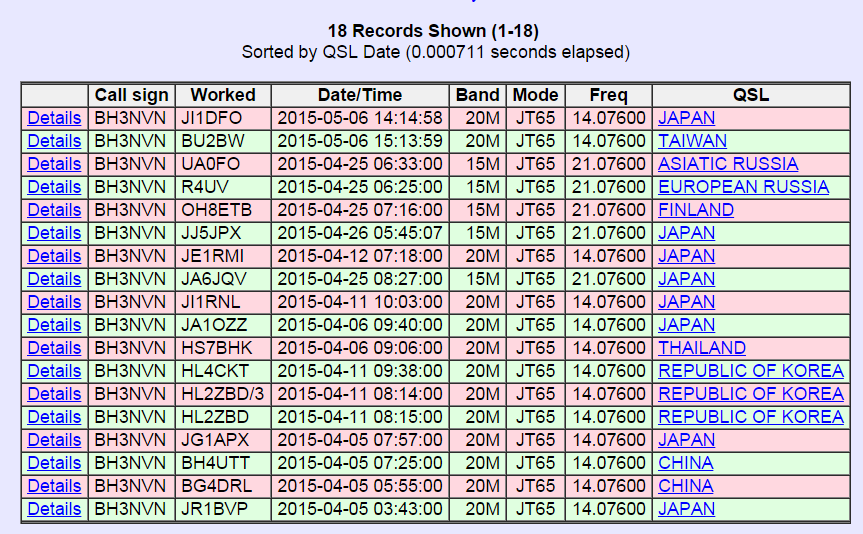 18 Records Shown (1-18)
Sorted by QSL Date (0.000711 seconds elapsed)
Call sign Worked Date/Time Band Mode Freq QSL
Details BH3NVN JI1DFO 2015-05-06 14:14:58 20M JT65 14.07600 JAPAN
Details BH3NVN BU2BW 2015-05-06 15:13:59 20M JT65 14.07600 TAIWAN
Details BH3NVN UA0FO 2015-04-25 06:33:00 15M JT65 21.07600 ASIATIC RUSSIA
Details BH3NVN R4UV 2015-04-25 06:25:00 15M JT65 21.07600 EUROPEAN RUSSIA
Details BH3NVN OH8ETB 2015-04-25 07:16:00 15M JT65 21.07600 FINLAND
Details BH3NVN JJ5JPX 2015-04-26 05:45:07 15M JT65 21.07600 JAPAN
Details BH3NVN JE1RMI 2015-04-12 07:18:00 20M JT65 14.07600 JAPAN
Details BH3NVN JA6JQV 2015-04-25 08:27:00 15M JT65 21.07600 JAPAN
Details BH3NVN JI1RNL 2015-04-11 10:03:00 20M JT65 14.07600 JAPAN
Details BH3NVN JA1OZZ 2015-04-06 09:40:00 20M JT65 14.07600 JAPAN
Details BH3NVN HS7BHK 2015-04-06 09:06:00 20M JT65 14.07600 THAILAND
Details BH3NVN HL4CKT 2015-04-11 09:38:00 20M JT65 14.07600 REPUBLIC OF KOREA
Details BH3NVN HL2ZBD/3 2015-04-11 08:14:00 20M JT65 14.07600 REPUBLIC OF KOREA
Details BH3NVN HL2ZBD 2015-04-11 08:15:00 20M JT65 14.07600 REPUBLIC OF KOREA
Details BH3NVN JG1APX 2015-04-05 07:57:00 20M JT65 14.07600 JAPAN
Details BH3NVN BH4UTT 2015-04-05 07:25:00 20M JT65 14.07600 CHINA
Details BH3NVN BG4DRL 2015-04-05 05:55:00 20M JT65 14.07600 CHINA
Details BH3NVN JR1BVP 2015-04-05 03:43:00 20M JT65 14.07600 JAPAN